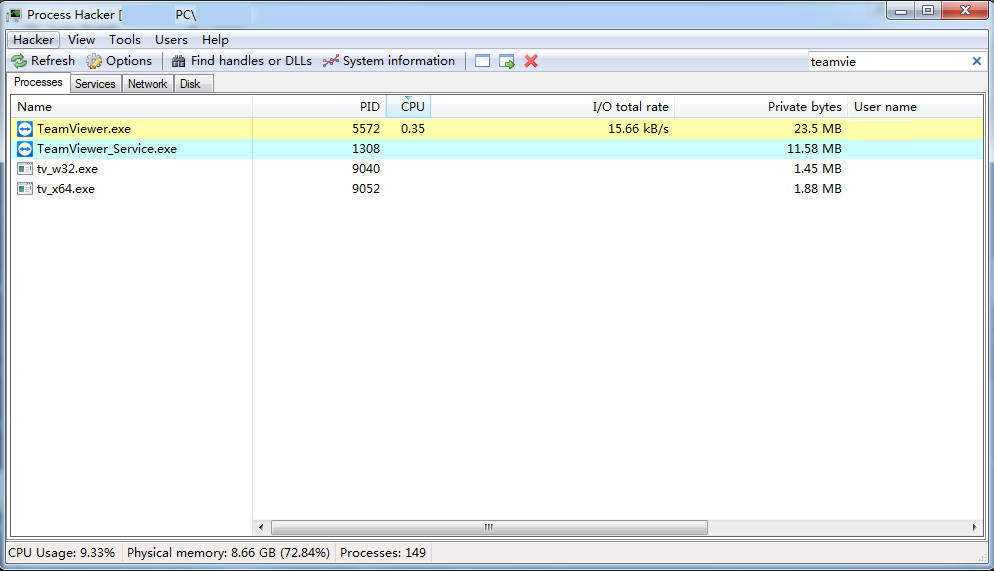 Process Hacker [ PC\
Hacker View Tools Users Help
Refresh Options Find handles or DLLs System information teamvie
Processes Services Network Disk
Name PID CPU I/O total rate Private bytes User name
TeamViewer.exe 5572 0.35 15.66 kB/s 23.5 MB
TeamViewer_Service.exe 1308 11.58 MB
tv_w32.exe 9040 1.45 MB
tv_x64.exe 9052 1.88 MB
CPU Usage: 9.33% Physical memory: 8.66 GB (72.84%) Processes: 149